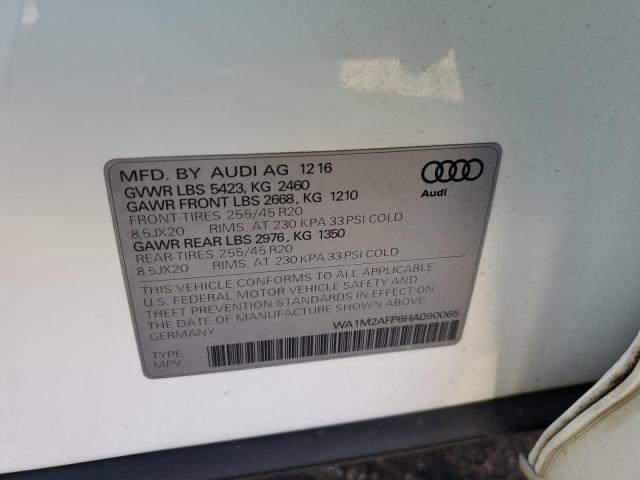 MFD. BY AUDI AG 12 16
GVWR LBS 5423, KG 2460
GAWR FRONT LBS 2668, KG 1210
FRONT-TIRES 255/45 R20
8.5JX20 RIMS. AT 230 KPA 33 PSI COLD
GAWR REAR LBS 2976, KG 1350
REAR-TIRES 255/45 R20
8.5JX20 RIMS. AT 230 KPA 33 PSI COLD
Audi
THIS VEHICLE CONFORMS TO ALL APPLICABLE
U.S. FEDERAL MOTOR VEHICLE SAFETY AND
THEFT PREVENTION STANDARDS IN EFFECT ON THE
DATE OF MANUFACTURE SHOWN ABOVE.
GERMANY
WA1M2AFP6HA090065
TYPE:
MPV